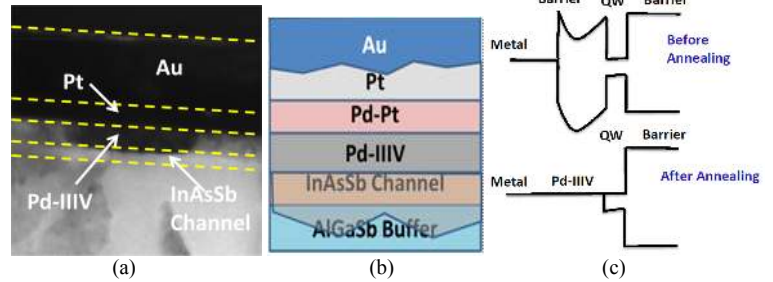 Au
Pt
Pd-IIIV
InAsSb
Channel
(a)
Au
Pt
Pd-Pt
Pd-IIIV
InAsSb Channel
AlGaSb Buffer
(b)
Barrier QW Barrier
Metal
Before
Annealing
QW Barrier
Metal Pd-IIIV
After Annealing
(c)